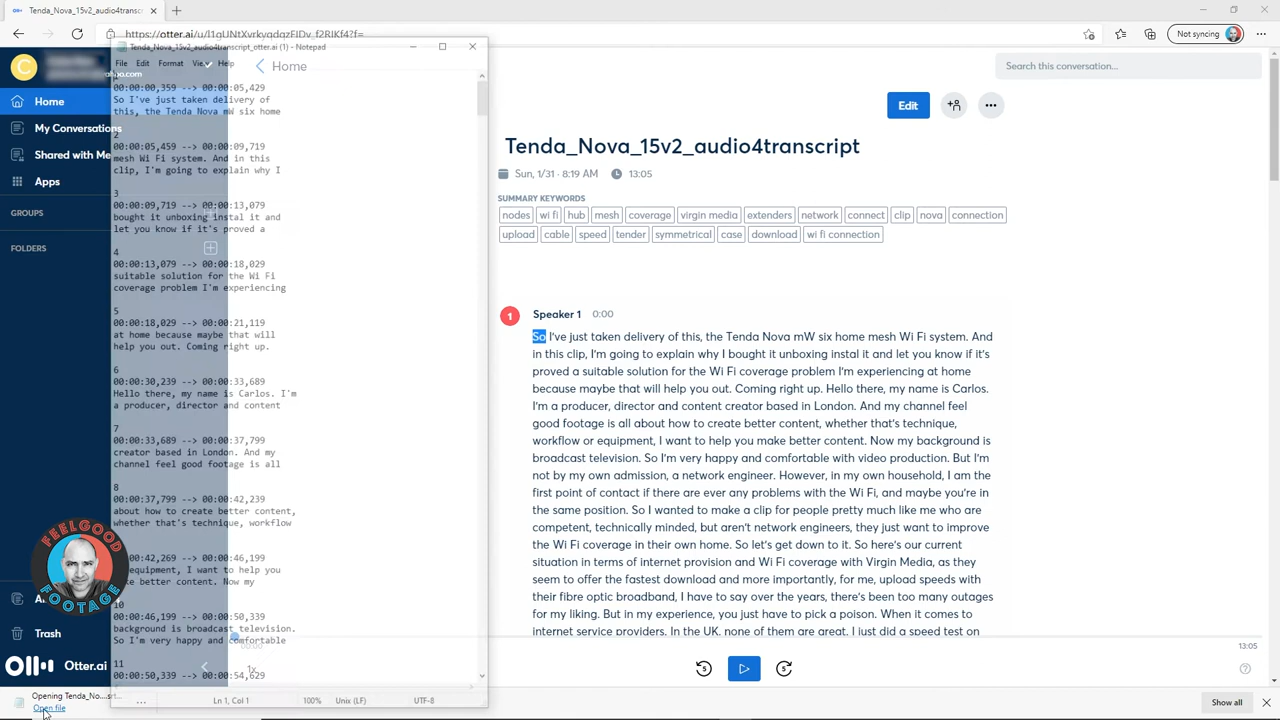 Tenda_Nova_15v2_audio4transcript
Not syncing
Tenda_Nova_15v2_audio4transcript_otter.ai (1) - Notepad
File Edit Format View Help
Home
Search this conversation...
C
ahoo.com
Home
My Conversations
Shared with Me
Apps
GROUPS
FOLDERS
Trash
Otter.ai
00:00:00,359 --> 00:00:05,429
So I've just taken delivery of
this, the Tenda Nova mW six home
2
00:00:05,459 --> 00:00:09,719
mesh Wi Fi system. And in this
clip, I'm going to explain why I
3
00:00:09,719 --> 00:00:13,079
bought it unboxing instal it and
let you know if it's proved a
4
00:00:13,079 --> 00:00:18,029
suitable solution for the Wi Fi
coverage problem I'm experiencing
5
00:00:18,029 --> 00:00:21,119
at home because maybe that will
help you out. Coming right up.
6
00:00:30,239 --> 00:00:33,689
Hello there, my name is Carlos. I'm
a producer, director and content
7
00:00:33,689 --> 00:00:37,799
creator based in London. And my
channel feel good footage is all
8
00:00:37,799 --> 00:00:42,239
about how to create better content,
whether that's technique, workflow
:42,269 --> 00:00:46,199
equipment, I want to help you
better content. Now my
10
00:00:46,199 --> 00:00:50,339
background is broadcast television.
So I'm very happy and comfortable
11
00:00:50,339 --> 00:00:54,629
Ln 1, Col 1 100% Unix (LF) UTF-8
FEELGOOD
FOOTAGE
Edit
Tenda_Nova_15v2_audio4transcript
Sun, 1/31 · 8:19 AM 13:05
SUMMARY KEYWORDS
nodes wi fi hub mesh coverage virgin media extenders network connect clip nova connection
upload cable speed tender symmetrical case download wi fi connection
1 Speaker 1 0:00
So I've just taken delivery of this, the Tenda Nova mW six home mesh Wi Fi system. And
in this clip, I'm going to explain why I bought it unboxing instal it and let you know if it's
proved a suitable solution for the Wi Fi coverage problem I'm experiencing at home
because maybe that will help you out. Coming right up. Hello there, my name is Carlos.
I'm a producer, director and content creator based in London. And my channel feel
good footage is all about how to create better content, whether that's technique,
workflow or equipment, I want to help you make better content. Now my background is
broadcast television. So I'm very happy and comfortable with video production. But I'm
not by my own admission, a network engineer. However, in my own household, I am the
first point of contact if there are ever any problems with the Wi Fi, and maybe you're in
the same position. So I wanted to make a clip for people pretty much like me who are
competent, technically minded, but aren't network engineers, they just want to improve
the Wi Fi coverage in their own home. So let's get down to it. So here's our current
situation in terms of internet provision and Wi Fi coverage with Virgin Media, as they
seem to offer the fastest download and more importantly, for me, upload speeds with
their fibre optic broadband, I have to say over the years, there's been too many outages
for my liking. But in my experience, you just have to pick a poison. When it comes to
internet service providers. In the UK, none of them are great. I just did a speed test on
00:00
1x
5
5
13:05
Opening Tenda_No....srt...
Open file
Show all